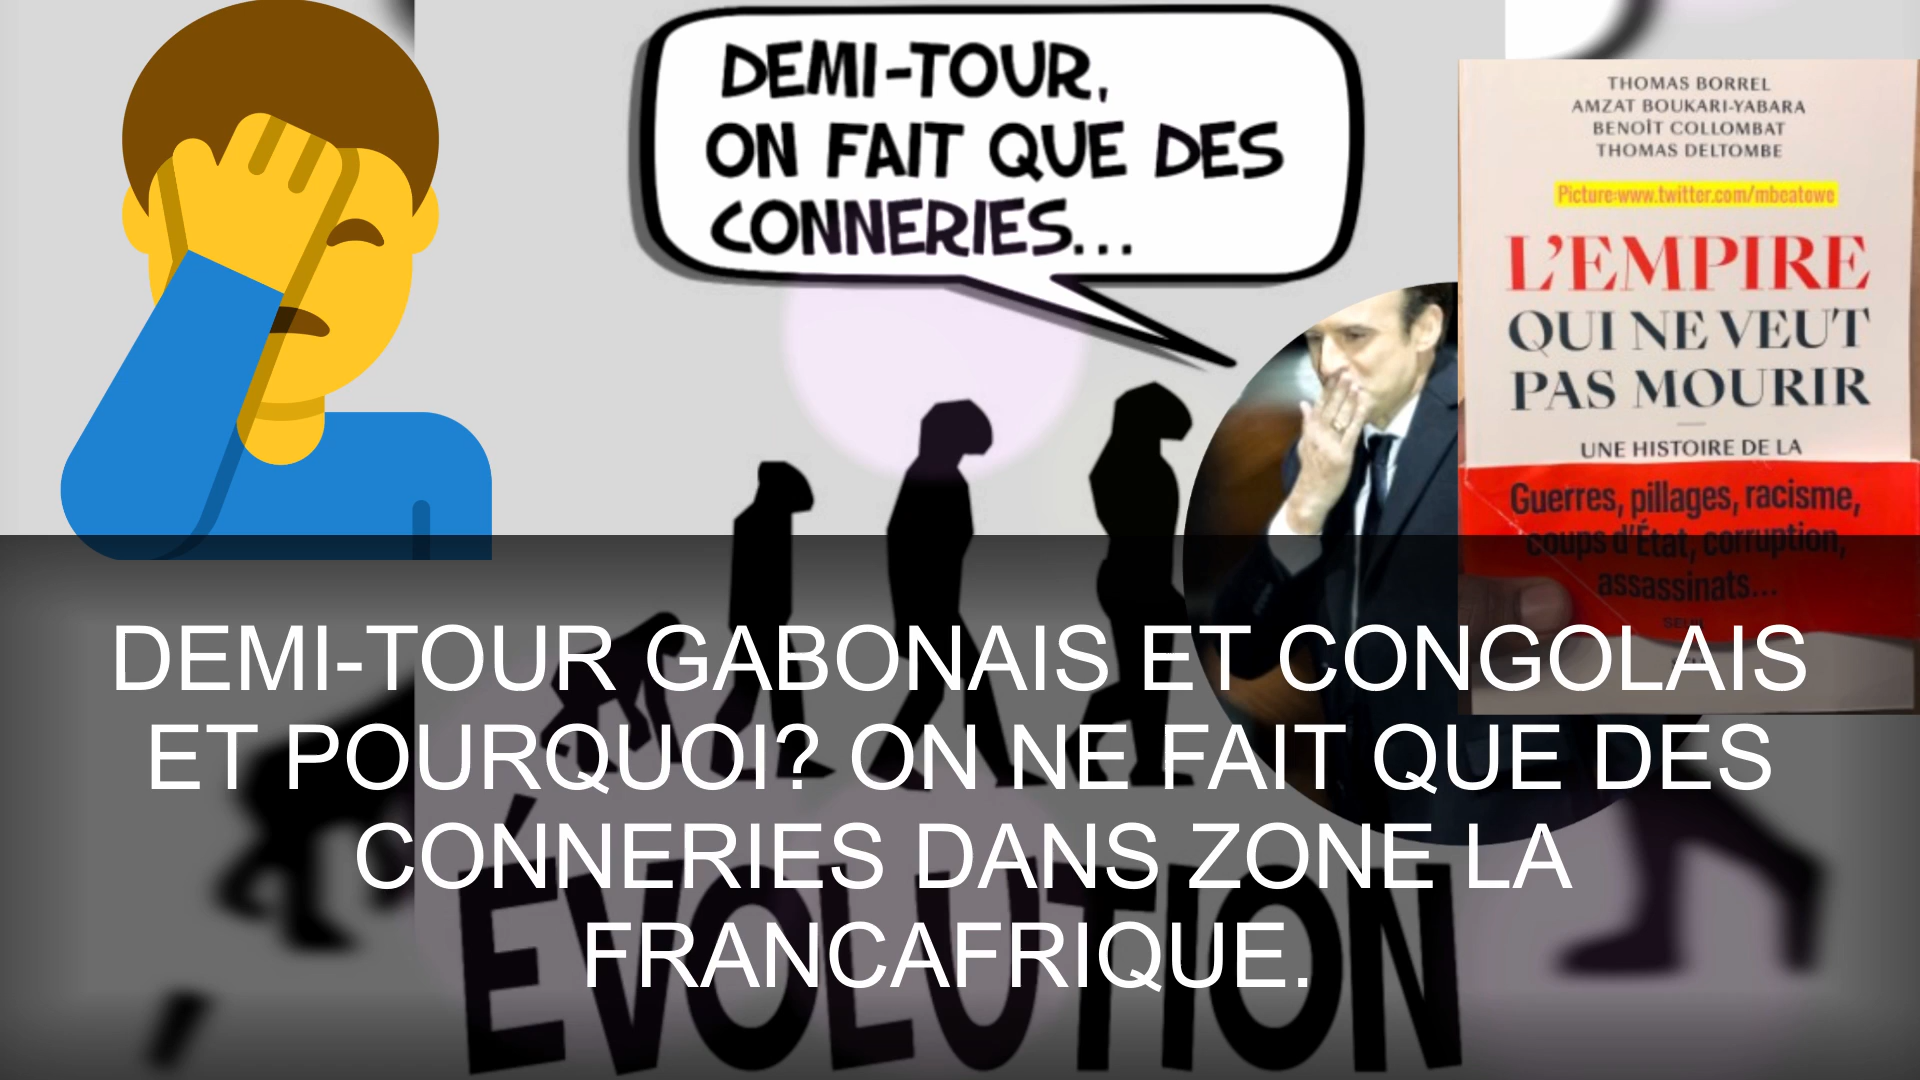 DEMI-TOUR,
ON FAIT QUE DES
CONNERIES...
THOMAS BORREL
AMZAT BOUKARI-YABARA
BENOÎT COLLOMBAT
THOMAS DELTOMBE
Picture:www.twitter.com/mbeatowe
L'EMPIRE
QUI NE VEUT
PAS MOURIR
UNE HISTOIRE DE LA
Guerres, pillages, racisme,
coups d'État, corruption,
assassinats...
SEUIL
DEMI-TOUR GABONAIS ET CONGOLAIS
ET POURQUOI? ON NE FAIT QUE DES
CONNERIES DANS ZONE LA
FRANCAFRIQUE.
ÉVOLUTION